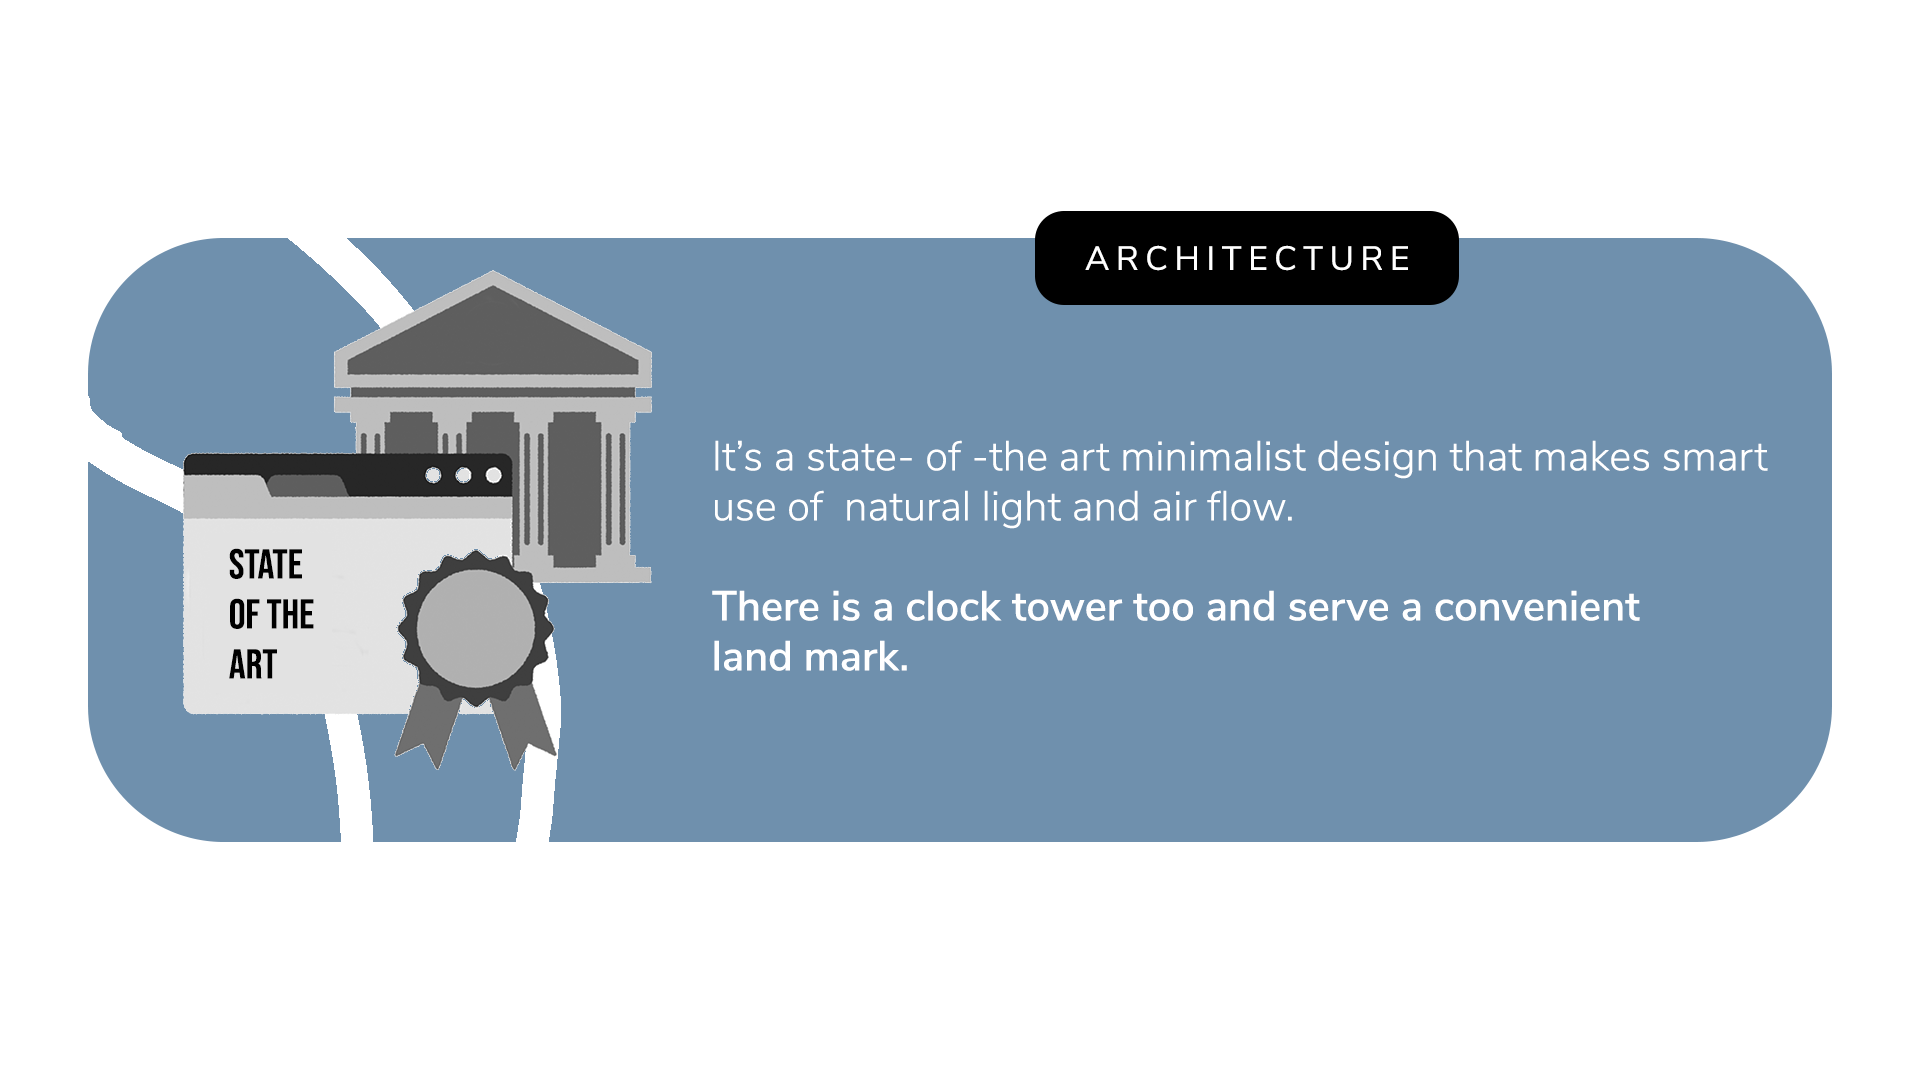 ARCHITECTURE
It’s a state- of -the art minimalist design that makes smart
use of  natural light and air flow.
There is a clock tower too and serve a convenient
land mark.
STATE
OF THE
ART